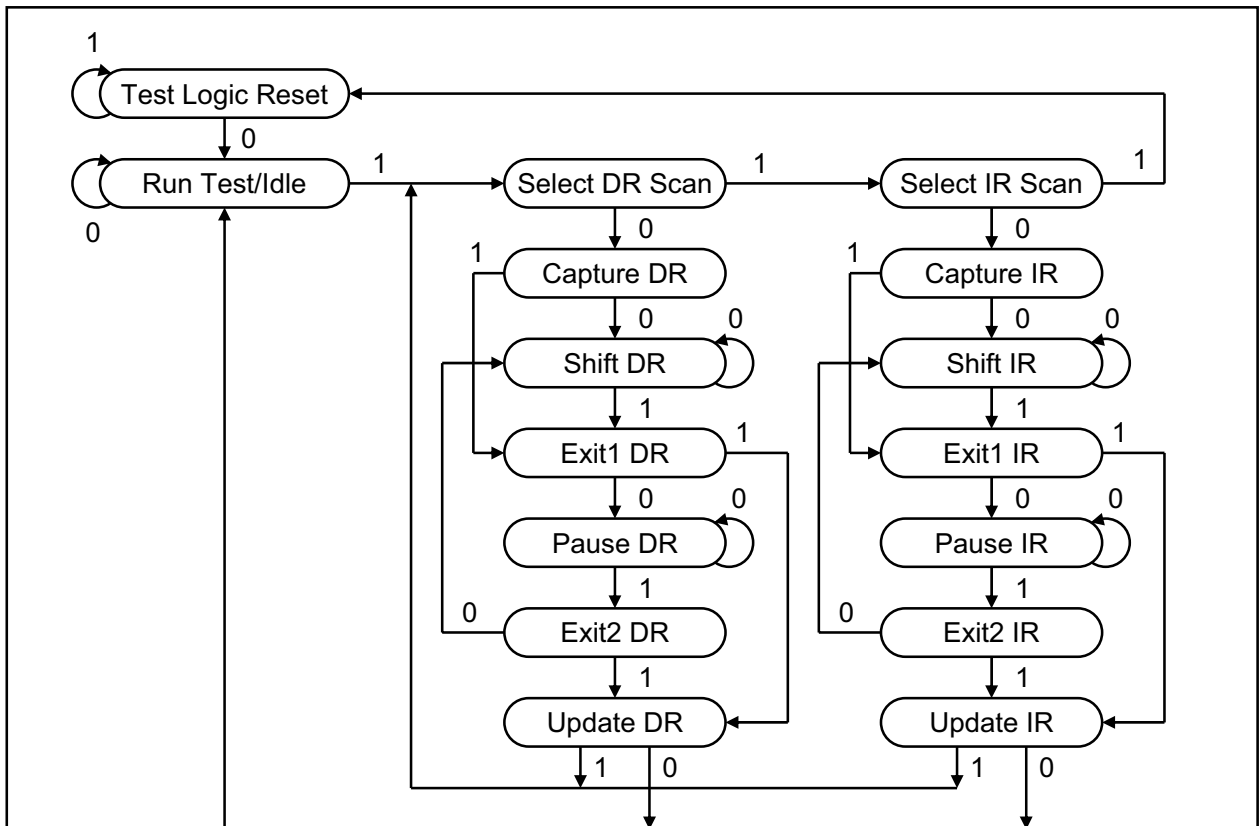 1
Test Logic Reset
0
Run Test/Idle
1
Select DR Scan
1
Select IR Scan
1
0
0
0
1
Capture DR
1
Capture IR
0
0
0
0
Shift DR
Shift IR
1
1
Exit1 DR
1
Exit1 IR
1
0
0
0
0
Pause DR
Pause IR
1
1
0
Exit2 DR
0
Exit2 IR
1
1
Update DR
Update IR
1
0
1
0